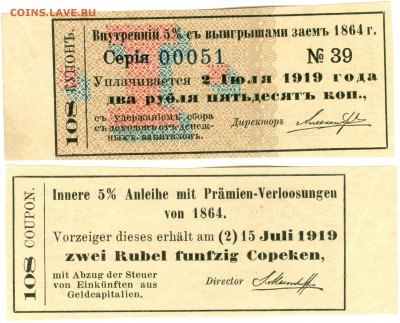 COINS.SU
COINS.LAVE.RU
108 КУПОНЪ.
Внутренній 5% съ выигрышами заемъ 1864 г.
Серія 00051 № 39
Уплачивается 2 Іюля 1919 года
два рубля пятьдесятъ коп.,
съ удержаніемъ сбора
съ доходовъ отъ денеж-
ныхъ капиталовъ.
Директоръ
108 COUPON.
Innere 5% Anleihe mit Prämien-Verloosungen
von 1864.
Vorzeiger dieses erhält am (2) 15 Juli 1919
zwei Rubel funfzig Copeken,
mit Abzug der Steuer
von Einkünften aus
Geldcapitalien.
Director